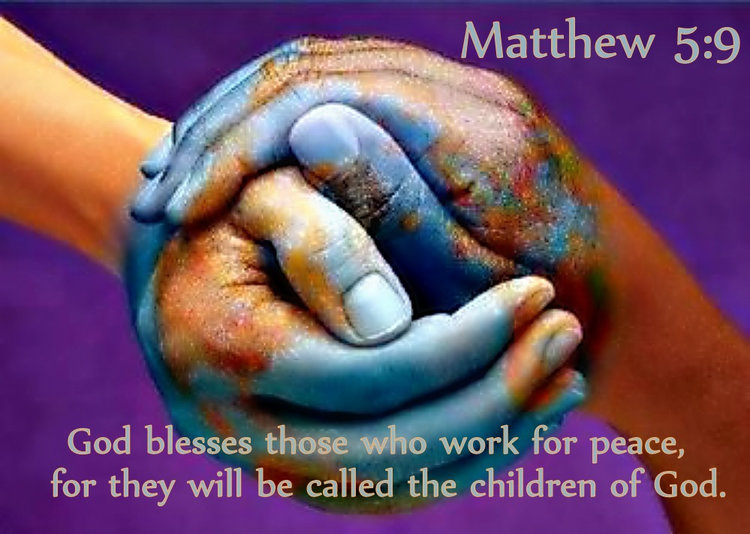 Matthew 5:9
God blesses those who work for peace,
for they will be called the children of God.